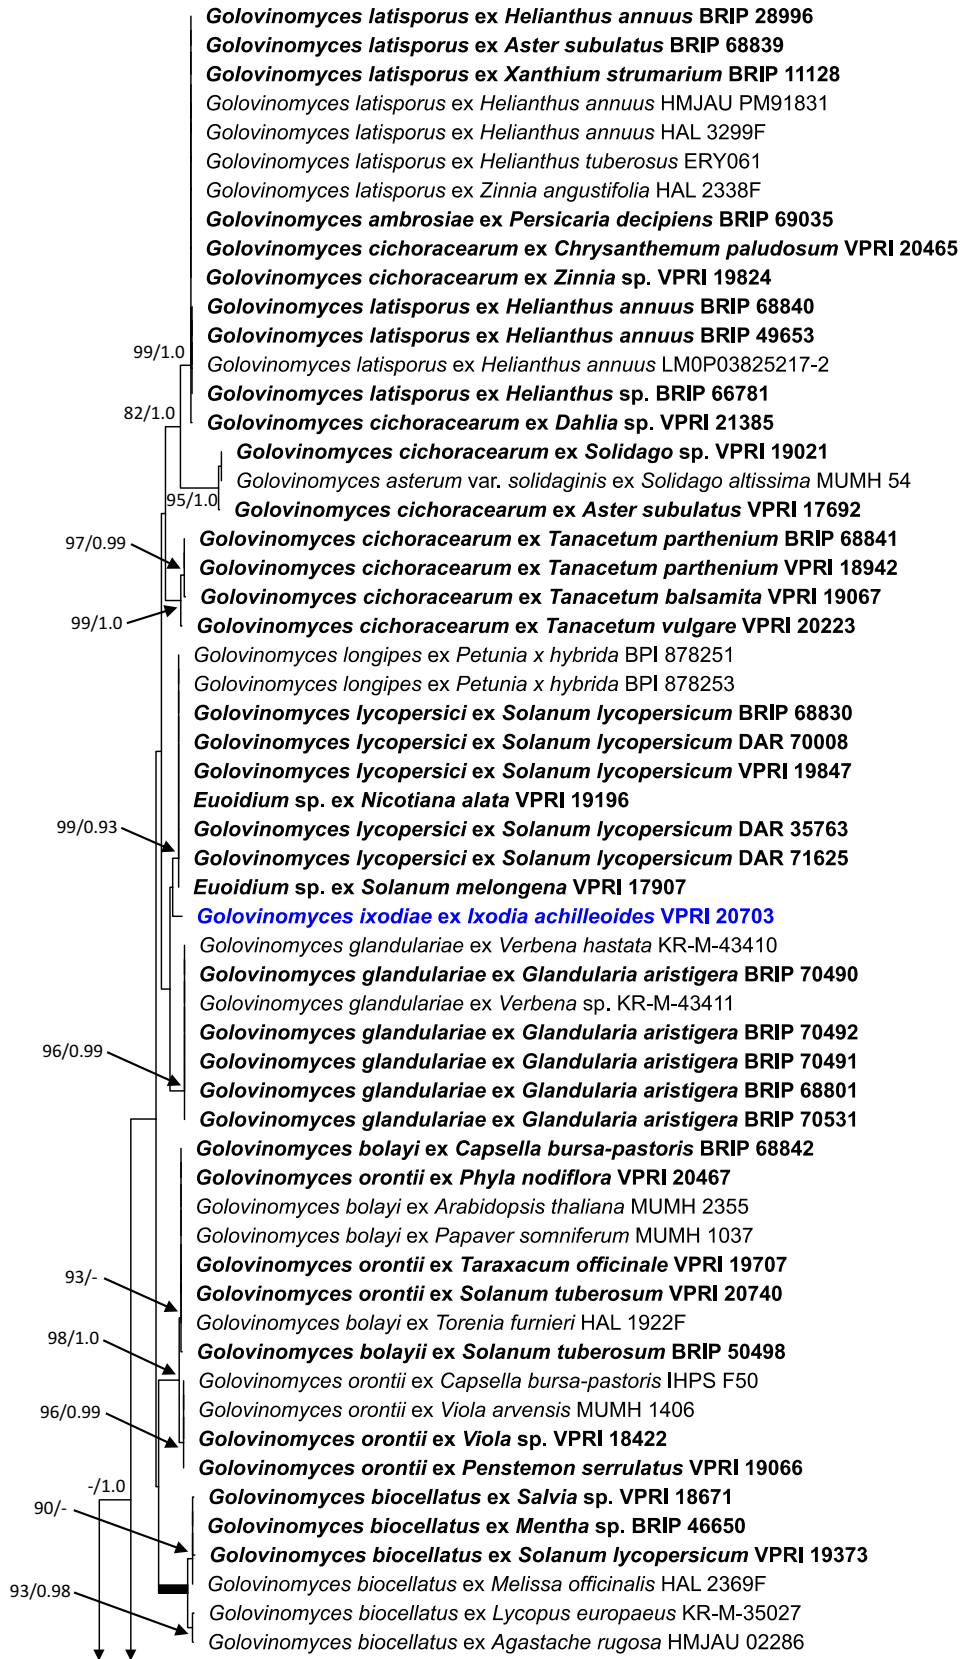 Golovinomyces latisporus ex Helianthus annuus BRIP 28996
Golovinomyces latisporus ex Aster subulatus BRIP 68839
Golovinomyces latisporus ex Xanthium strumarium BRIP 11128
Golovinomyces latisporus ex Helianthus annuus HMJAU PM91831
Golovinomyces latisporus ex Helianthus annuus HAL 3299F
Golovinomyces latisporus ex Helianthus tuberosus ERY061
Golovinomyces latisporus ex Zinnia angustifolia HAL 2338F
Golovinomyces ambrosiae ex Persicaria decipiens BRIP 69035
Golovinomyces cichoracearum ex Chrysanthemum paludosum VPRI 20465
Golovinomyces cichoracearum ex Zinnia sp. VPRI 19824
Golovinomyces latisporus ex Helianthus annuus BRIP 68840
Golovinomyces latisporus ex Helianthus annuus BRIP 49653
99/1.0
Golovinomyces latisporus ex Helianthus annuus LM0P03825217-2
Golovinomyces latisporus ex Helianthus sp. BRIP 66781
82/1.0
Golovinomyces cichoracearum ex Dahlia sp. VPRI 21385
Golovinomyces cichoracearum ex Solidago sp. VPRI 19021
Golovinomyces asterum var. solidaginis ex Solidago altissima MUMH 54
95/1.0
Golovinomyces cichoracearum ex Aster subulatus VPRI 17692
97/0.99
Golovinomyces cichoracearum ex Tanacetum parthenium BRIP 68841
Golovinomyces cichoracearum ex Tanacetum parthenium VPRI 18942
Golovinomyces cichoracearum ex Tanacetum balsamita VPRI 19067
99/1.0
Golovinomyces cichoracearum ex Tanacetum vulgare VPRI 20223
Golovinomyces longipes ex Petunia x hybrida BPI 878251
Golovinomyces longipes ex Petunia x hybrida BPI 878253
Golovinomyces lycopersici ex Solanum lycopersicum BRIP 68830
Golovinomyces lycopersici ex Solanum lycopersicum DAR 70008
Golovinomyces lycopersici ex Solanum lycopersicum VPRI 19847
Euoidium sp. ex Nicotiana alata VPRI 19196
99/0.93
Golovinomyces lycopersici ex Solanum lycopersicum DAR 35763
Golovinomyces lycopersici ex Solanum lycopersicum DAR 71625
Euoidium sp. ex Solanum melongena VPRI 17907
Golovinomyces ixodiae ex Ixodia achilleoides VPRI 20703
Golovinomyces glandulariae ex Verbena hastata KR-M-43410
Golovinomyces glandulariae ex Glandularia aristigera BRIP 70490
Golovinomyces glandulariae ex Verbena sp. KR-M-43411
Golovinomyces glandulariae ex Glandularia aristigera BRIP 70492
96/0.99
Golovinomyces glandulariae ex Glandularia aristigera BRIP 70491
Golovinomyces glandulariae ex Glandularia aristigera BRIP 68801
Golovinomyces glandulariae ex Glandularia aristigera BRIP 70531
Golovinomyces bolayi ex Capsella bursa-pastoris BRIP 68842
Golovinomyces orontii ex Phyla nodiflora VPRI 20467
Golovinomyces bolayi ex Arabidopsis thaliana MUMH 2355
Golovinomyces bolayi ex Papaver somniferum MUMH 1037
Golovinomyces orontii ex Taraxacum officinale VPRI 19707
93/-
Golovinomyces orontii ex Solanum tuberosum VPRI 20740
Golovinomyces bolayi ex Torenia furnieri HAL 1922F
98/1.0
Golovinomyces bolayii ex Solanum tuberosum BRIP 50498
Golovinomyces orontii ex Capsella bursa-pastoris IHPS F50
96/0.99
Golovinomyces orontii ex Viola arvensis MUMH 1406
Golovinomyces orontii ex Viola sp. VPRI 18422
Golovinomyces orontii ex Penstemon serrulatus VPRI 19066
-/1.0
Golovinomyces biocellatus ex Salvia sp. VPRI 18671
90/-
Golovinomyces biocellatus ex Mentha sp. BRIP 46650
Golovinomyces biocellatus ex Solanum lycopersicum VPRI 19373
Golovinomyces biocellatus ex Melissa officinalis HAL 2369F
93/0.98
Golovinomyces biocellatus ex Lycopus europaeus KR-M-35027
Golovinomyces biocellatus ex Agastache rugosa HMJAU 02286